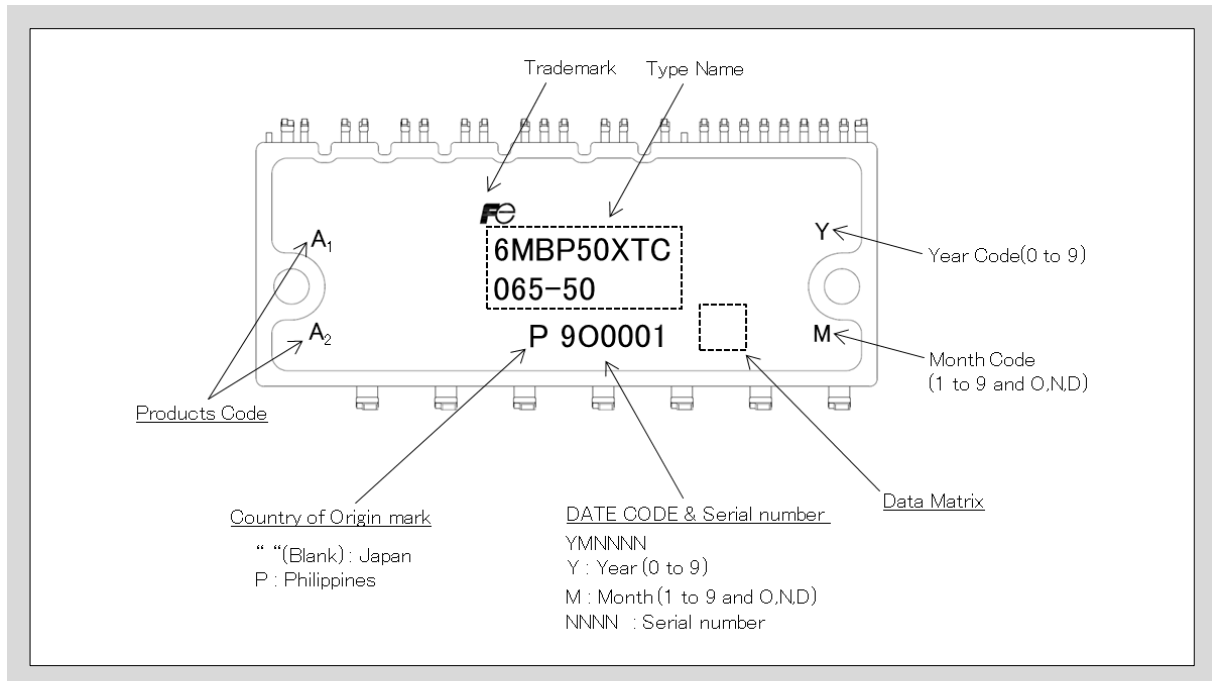 Trademark
Type Name
Fe
6MBP50XTC
065-50
P 9O0001
A1
A2
Y
M
Year Code(0 to 9)
Month Code
(1 to 9 and O,N,D)
Products Code
Country of Origin mark
“ “(Blank) : Japan
P : Philippines
DATE CODE & Serial number
YMNNNN
Y : Year (0 to 9)
M : Month (1 to 9 and O,N,D)
NNNN : Serial number
Data Matrix